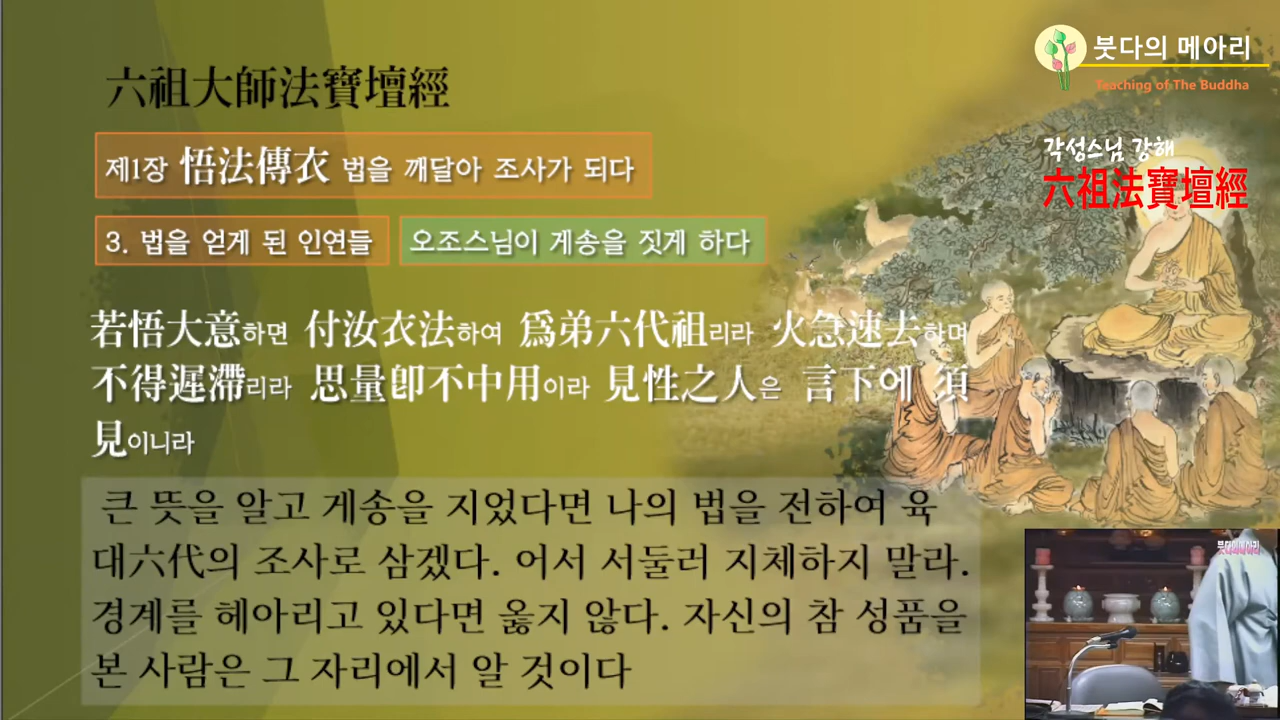 붓다의 메아리
Teaching of The Buddha
각성스님 강해
六祖法寶壇經
六祖大師法寶壇經
제1장 悟法傳衣 법을 깨달아 조사가 되다
3. 법을 얻게 된 인연들
오조스님이 게송을 짓게 하다
若悟大意하면 付汝衣法하여 爲弟六代祖리라 火急速去하며
不得遲滯리라 思量卽不中用이라 見性之人은 言下에 須
見이니라
큰 뜻을 알고 게송을 지었다면 나의 법을 전하여 육
대六代의 조사로 삼겠다. 어서 서둘러 지체하지 말라.
경계를 헤아리고 있다면 옳지 않다. 자신의 참 성품을
본 사람은 그 자리에서 알 것이다
붓다의메아리